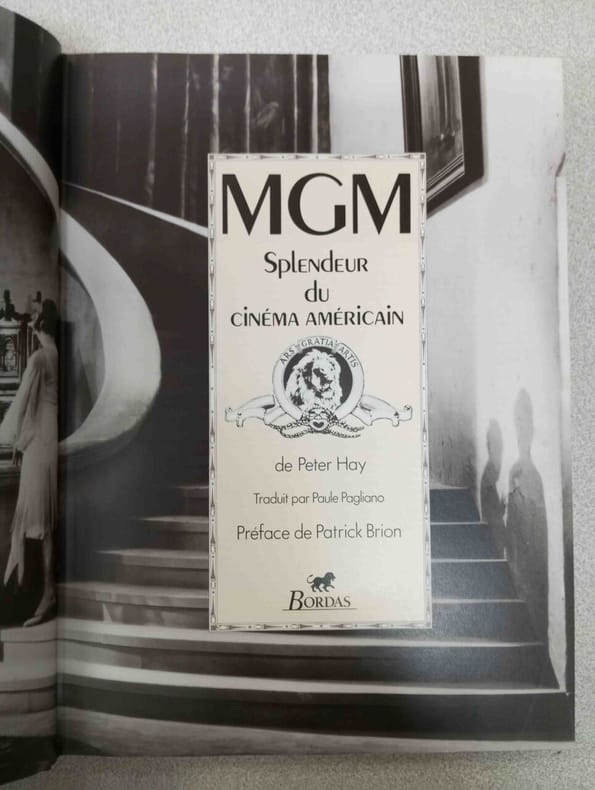 MGM
Splendeur
du
cinéma américain
ARS GRATIA ARTIS
de Peter Hay
Traduit par Paule Pagliano
Préface de Patrick Brion
BORDAS